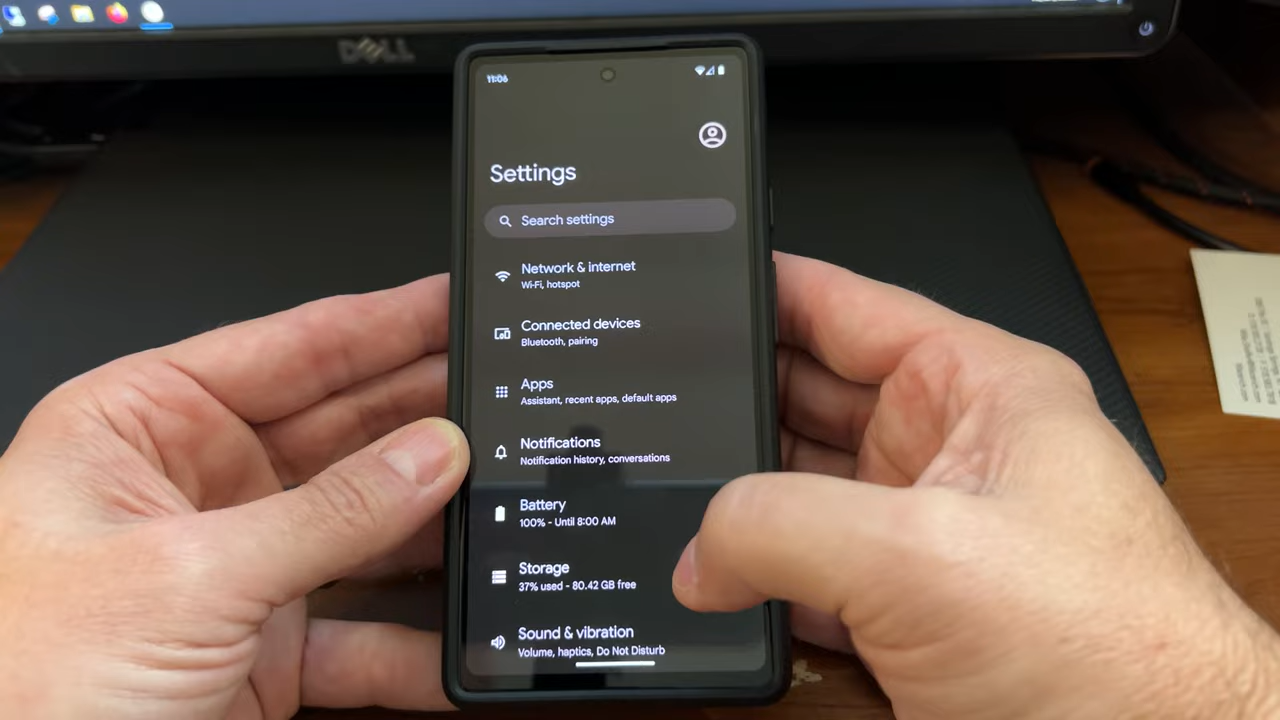 DELL
11:06
Settings
Search settings
Network & internet
Wi-Fi, hotspot
Connected devices
Bluetooth, pairing
Apps
Assistant, recent apps, default apps
Notifications
Notification history, conversations
Battery
100% - Until 8:00 AM
Storage
37% used - 80.42 GB free
Sound & vibration
Volume, haptics, Do Not Disturb